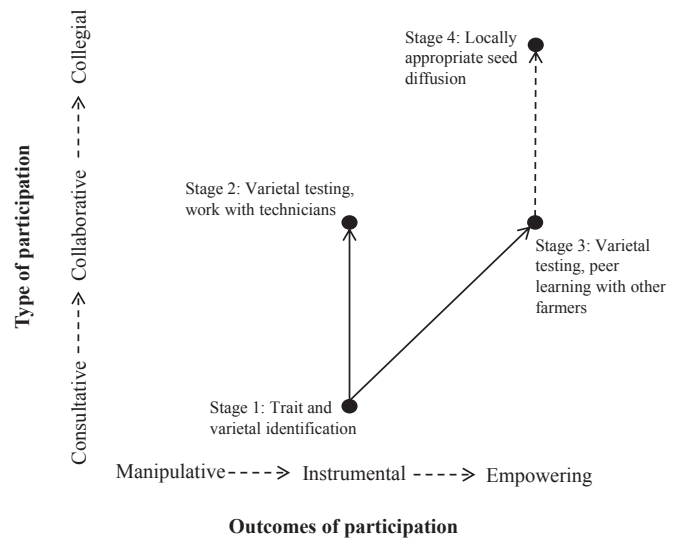 Stage 4: Locally
appropriate seed
diffusion
Collegial
Collaborative
Consultative
Type of participation
Stage 2: Varietal testing,
work with technicians
Stage 3: Varietal
testing, peer
learning with other
farmers
Stage 1: Trait and
varietal identification
Manipulative
Instrumental
Empowering
Outcomes of participation